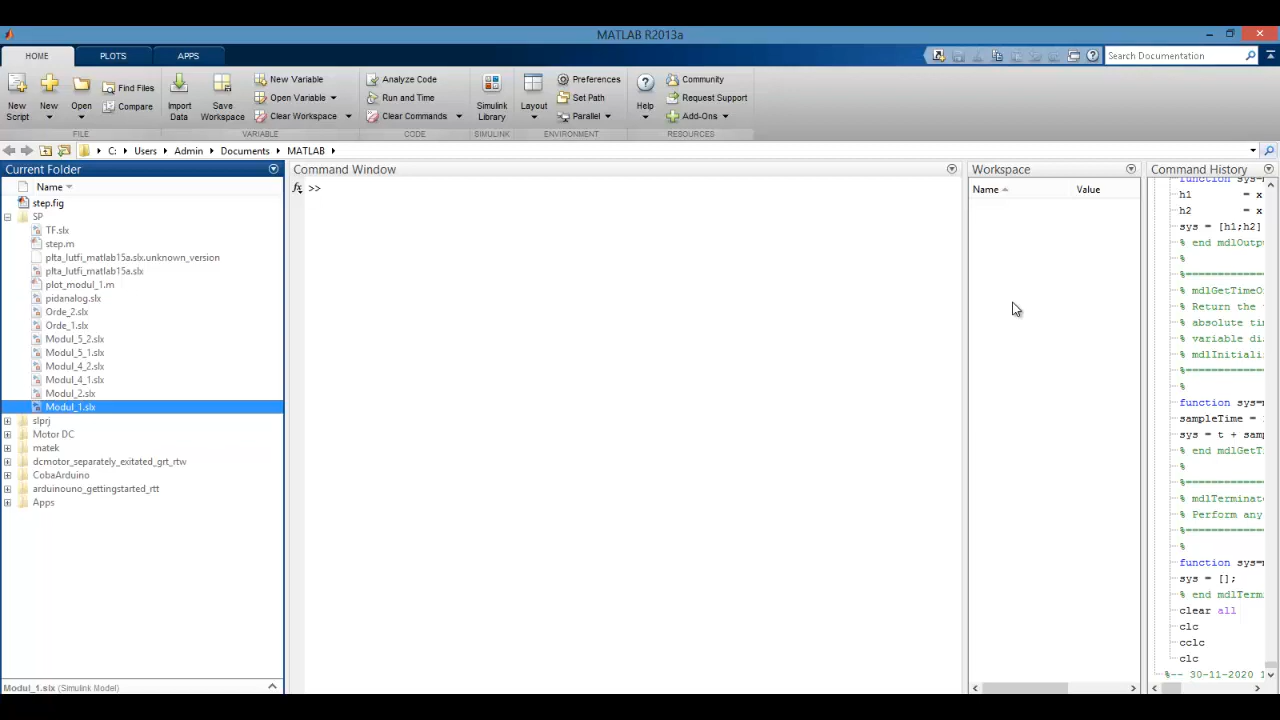 MATLAB R2013a
HOME PLOTS APPS Search Documentation
New Script New Open Find Files Compare Import Data Save Workspace New Variable Open Variable Clear Workspace Analyze Code Run and Time Clear Commands Simulink Library Layout Preferences Set Path Parallel Help Community Request Support Add-Ons
FILE VARIABLE CODE SIMULINK ENVIRONMENT RESOURCES
C: Users Admin Documents MATLAB
Current Folder
Name
step.fig
SP
TF.slx
step.m
plta_lutfi_matlab15a.slx.unknown_version
plta_lutfi_matlab15a.slx
plot_modul_1.m
pidanalog.slx
Orde_2.slx
Orde_1.slx
Modul_5_2.slx
Modul_5_1.slx
Modul_4_2.slx
Modul_4_1.slx
Modul_2.slx
Modul_1.slx
slprj
Motor DC
matek
dcmotor_separately_exitated_grt_rtw
CobaArduino
arduinouno_gettingstarted_rtt
Apps
Modul_1.slx (Simulink Model)
Command Window
fx >>
Workspace
Name Value
Command History
h1 = x
h2 = x
sys = [h1;h2]
% end mdlOutp
%
%==============
% mdlGetTimeO
% Return the
% absolute ti
% variable di
% mdlInitiali
%==============
%
function sys=m
sampleTime =
sys = t + samp
% end mdlGetT
%
%==============
% mdlTerminat
% Perform any
%==============
%
function sys=m
sys = [];
% end mdlTerm
clear all
clc
cclc
clc
%-- 30-11-2020 1